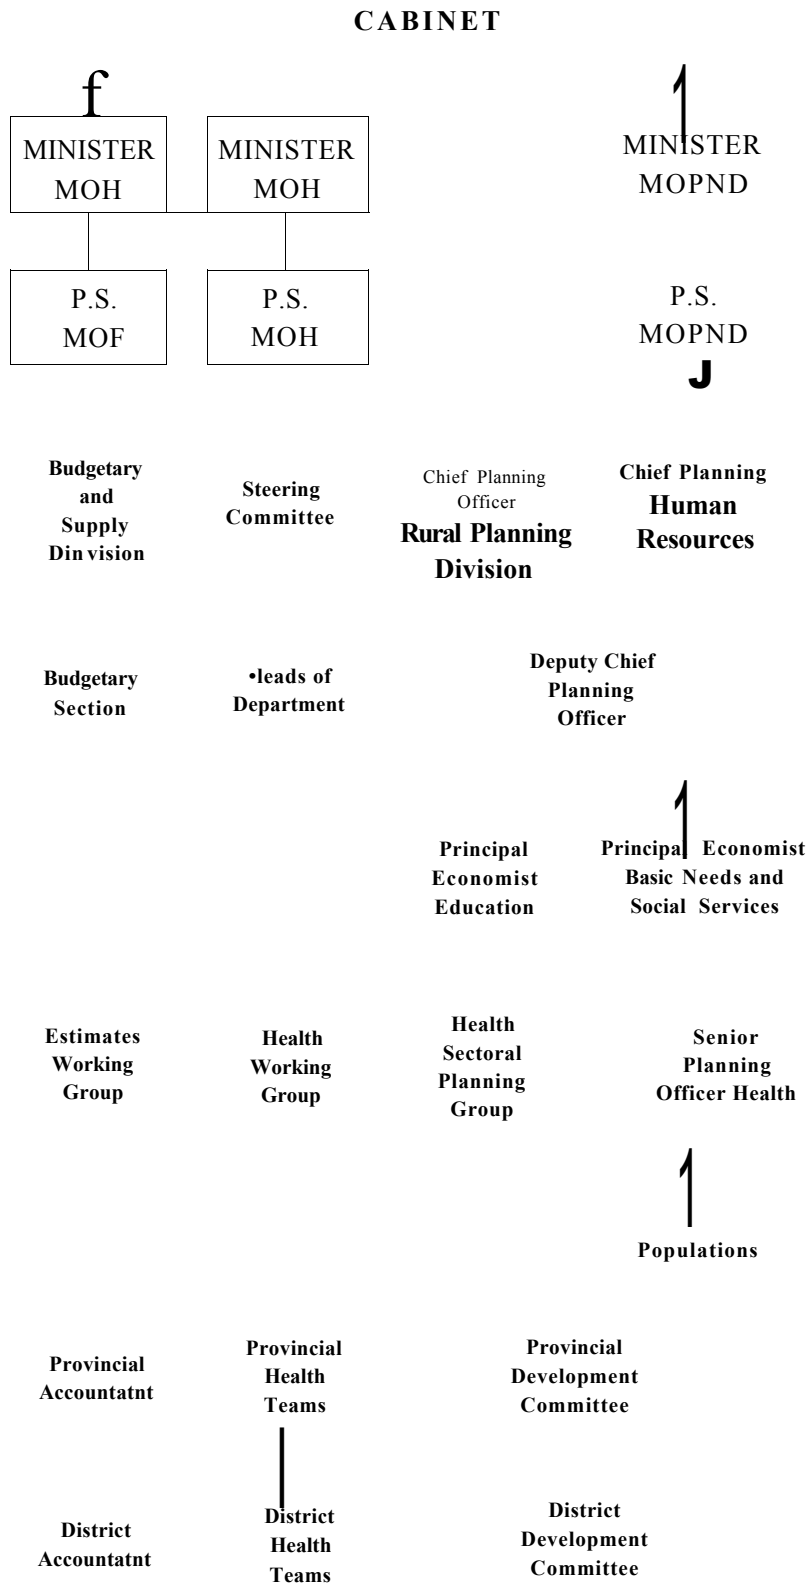 CABINET
f
1
MINISTER
MOH
MINISTER
MOH
MINISTER
MOPND
P.S.
MOF
P.S.
MOH
P.S.
MOPND
J
Budgetary
and
Supply
Din vision
Steering
Committee
Chief Planning
Officer
Rural Planning
Division
Chief Planning
Human
Resources
Budgetary
Section
•leads of
Department
Deputy Chief
Planning
Officer
1
Principal
Economist
Education
Principal Economist
Basic Needs and
Social Services
Estimates
Working
Group
Health
Working
Group
Health
Sectoral
Planning
Group
Senior
Planning
Officer Health
1
Populations
Provincial
Accountatnt
Provincial
Health
Teams
Provincial
Development
Committee
District
Accountatnt
District
Health
Teams
District
Development
Committee